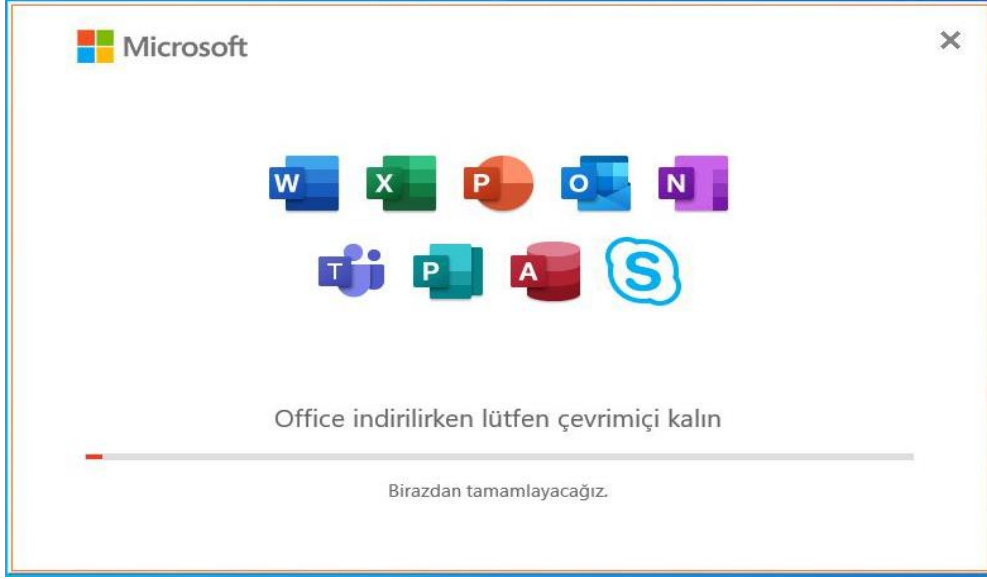 Microsoft
W X P O N
T P A S
Office indirilirken lütfen çevrimiçi kalın
Birazdan tamamlayacağız.